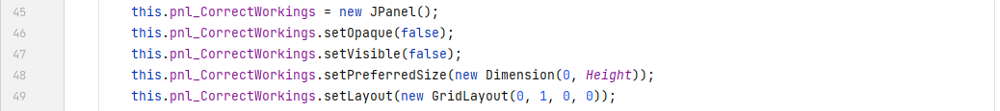 45 this.pnl_CorrectWorkings = new JPanel();
46 this.pnl_CorrectWorkings.setOpaque(false);
47 this.pnl_CorrectWorkings.setVisible(false);
48 this.pnl_CorrectWorkings.setPreferredSize(new Dimension(0, Height));
49 this.pnl_CorrectWorkings.setLayout(new GridLayout(0, 1, 0, 0));